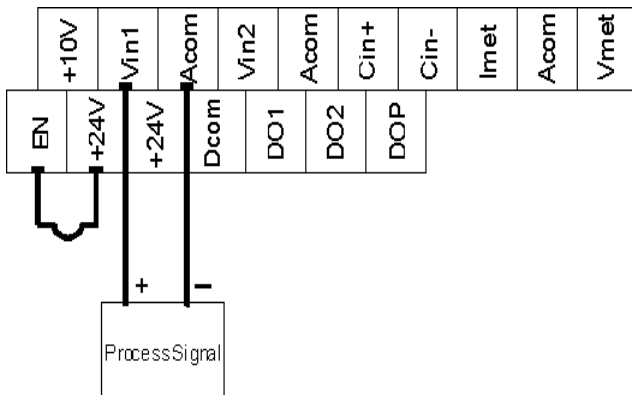 +10V Vin1 Acom Vin2 Acom Cin+ Cin- Imet Acom Vmet
EN +24V +24V Dcom DO1 DO2 DOP
+ −
ProcessSignal